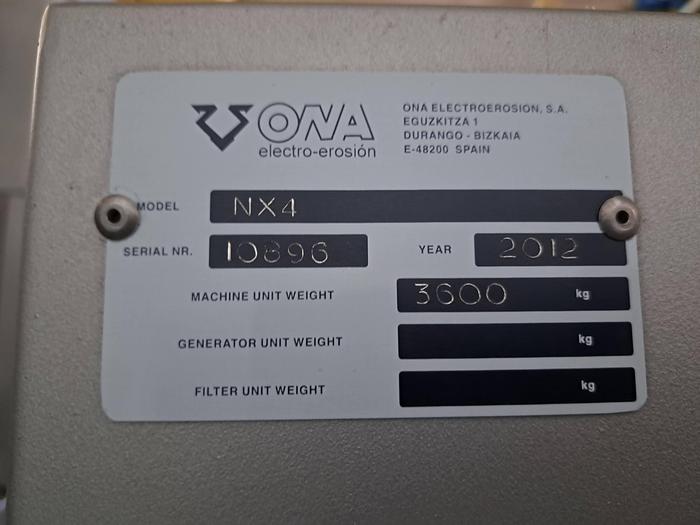 ONA
electro-erosión
ONA ELECTROEROSION, S.A.
EGUZKITZA 1
DURANGO - BIZKAIA
E-48200 SPAIN
MODEL NX4
SERIAL NR. 10896 YEAR 2012
MACHINE UNIT WEIGHT 3600 kg
GENERATOR UNIT WEIGHT kg
FILTER UNIT WEIGHT kg